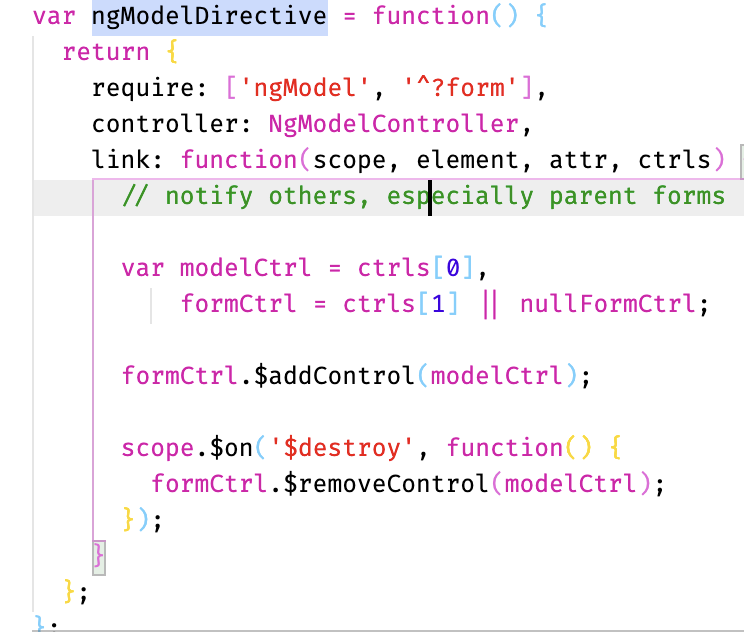 var ngModelDirective = function() {
  return {
    require: ['ngModel', '^?form'],
    controller: NgModelController,
    link: function(scope, element, attr, ctrls)
      // notify others, especially parent forms

      var modelCtrl = ctrls[0],
          formCtrl = ctrls[1] || nullFormCtrl;

      formCtrl.$addControl(modelCtrl);

      scope.$on('$destroy', function() {
        formCtrl.$removeControl(modelCtrl);
      });
    }
  };
};